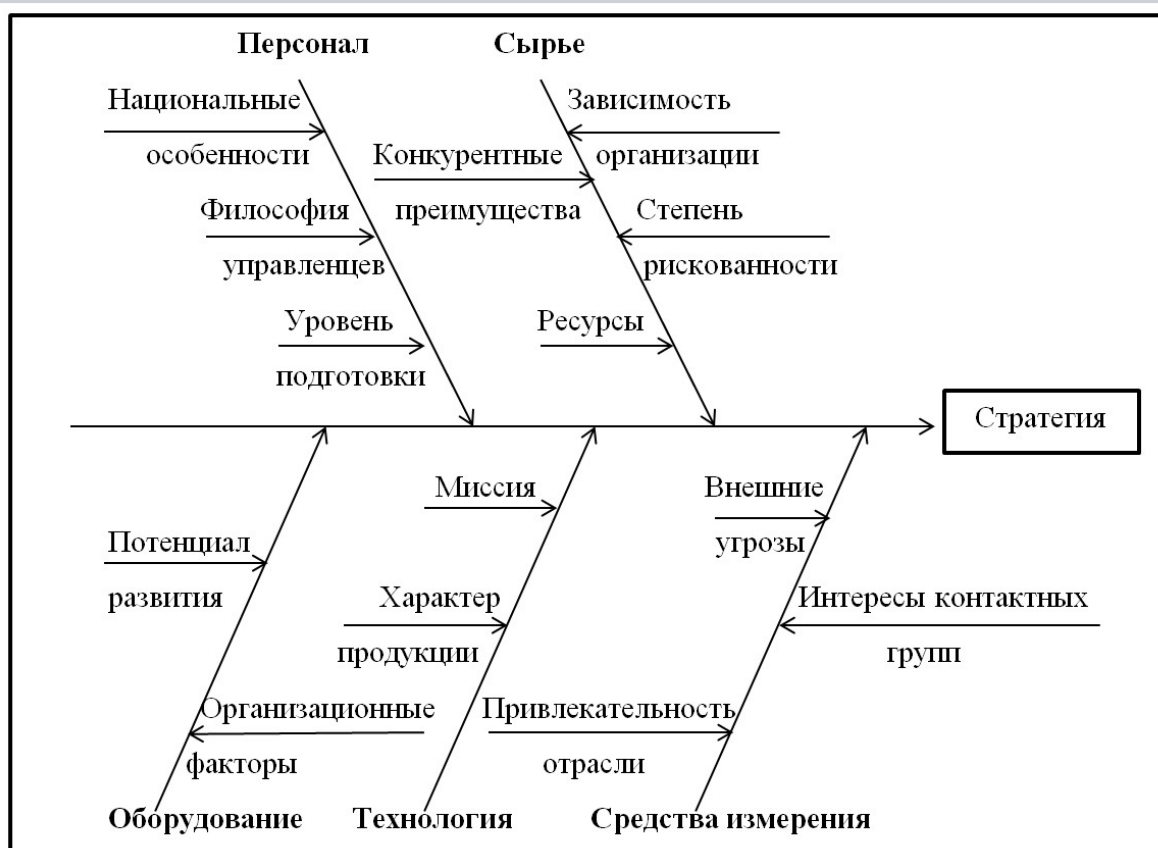 Персонал
Сырье
Национальные
особенности
Философия
управленцев
Уровень
подготовки
Конкурентные
преимущества
Зависимость
организации
Степень
рискованности
Ресурсы
Стратегия
Потенциал
развития
Организационные
факторы
Миссия
Характер
продукции
Внешние
угрозы
Интересы контактных
групп
Привлекательность
отрасли
Оборудование
Технология
Средства измерения